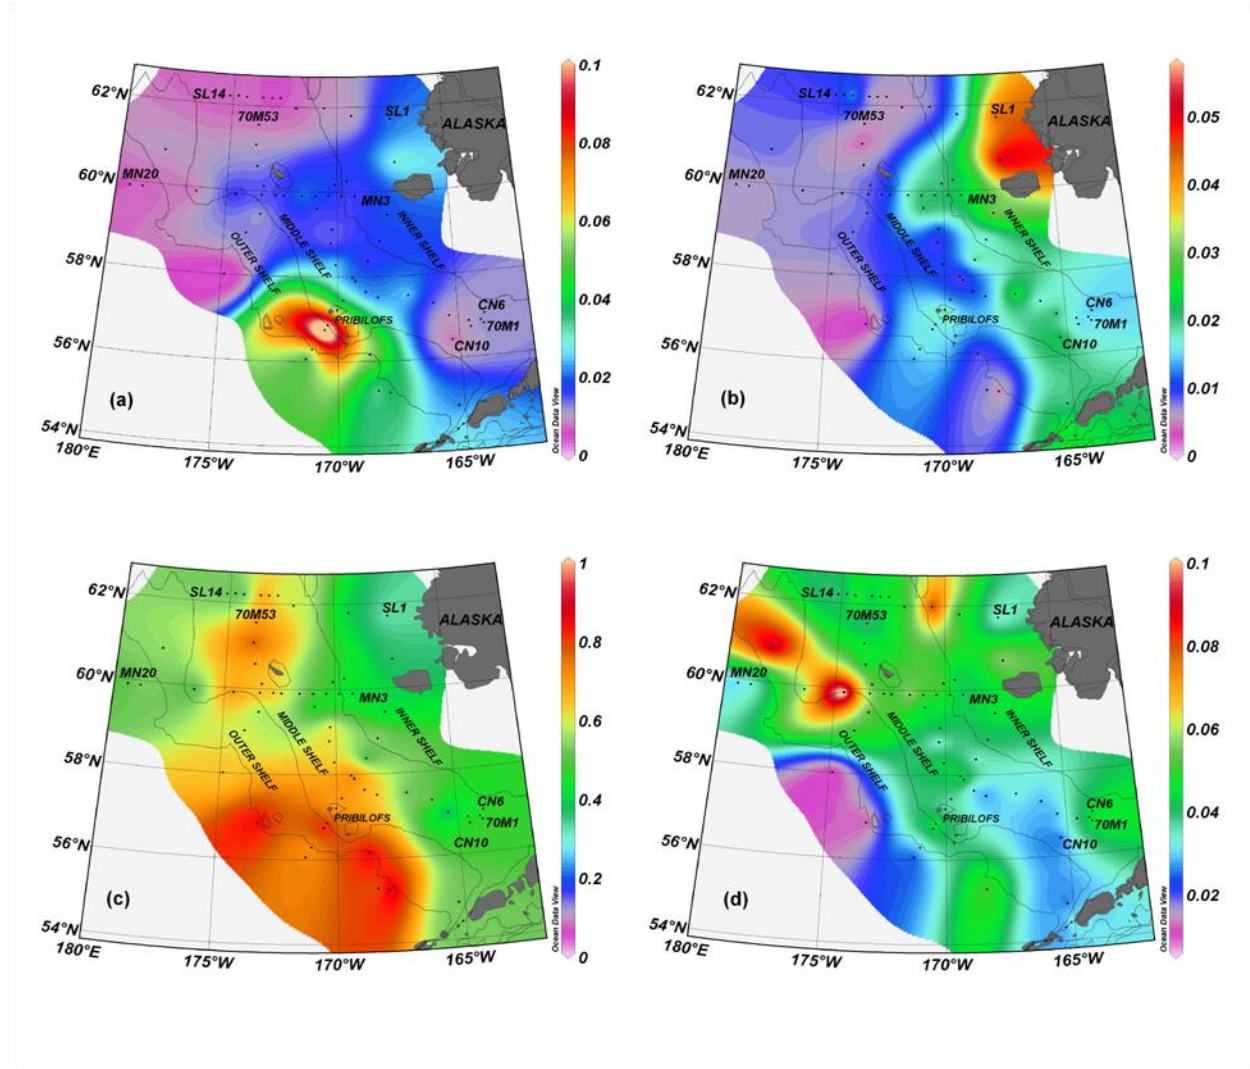 62°N
60°N
58°N
56°N
54°N
180°E
175°W
170°W
165°W
SL14
70M53
SL1
ALASKA
MN20
MN3
OUTER SHELF
MIDDLE SHELF
INNER SHELF
PRIBILOFS
CN6
70M1
CN10
(a)
0.1
0.08
0.06
0.04
0.02
0
Ocean Data View
62°N
60°N
58°N
56°N
54°N
180°E
175°W
170°W
165°W
SL14
70M53
SL1
ALASKA
MN20
MN3
OUTER SHELF
MIDDLE SHELF
INNER SHELF
PRIBILOFS
CN6
70M1
CN10
(b)
0.05
0.04
0.03
0.02
0.01
0
Ocean Data View
62°N
60°N
58°N
56°N
54°N
180°E
175°W
170°W
165°W
SL14
70M53
SL1
ALASKA
MN20
MN3
OUTER SHELF
MIDDLE SHELF
INNER SHELF
PRIBILOFS
CN6
70M1
CN10
(c)
1
0.8
0.6
0.4
0.2
0
Ocean Data View
62°N
60°N
58°N
56°N
54°N
180°E
175°W
170°W
165°W
SL14
70M53
SL1
ALASKA
MN20
MN3
OUTER SHELF
MIDDLE SHELF
INNER SHELF
PRIBILOFS
CN6
70M1
CN10
(d)
0.1
0.08
0.06
0.04
0.02
Ocean Data View